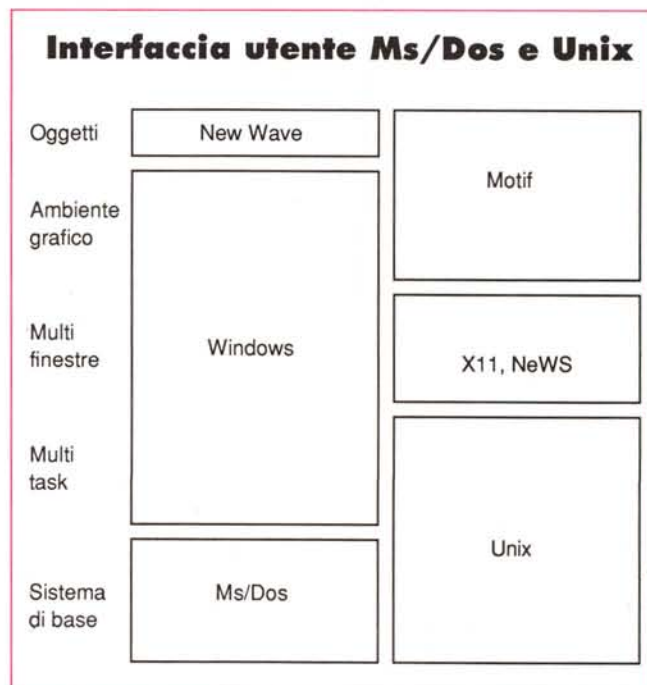 Interfaccia utente Ms/Dos e Unix
Oggetti
New Wave
Motif
Ambiente
grafico
Multi
finestre
Windows
X11, NeWS
Multi
task
Unix
Sistema
di base
Ms/Dos